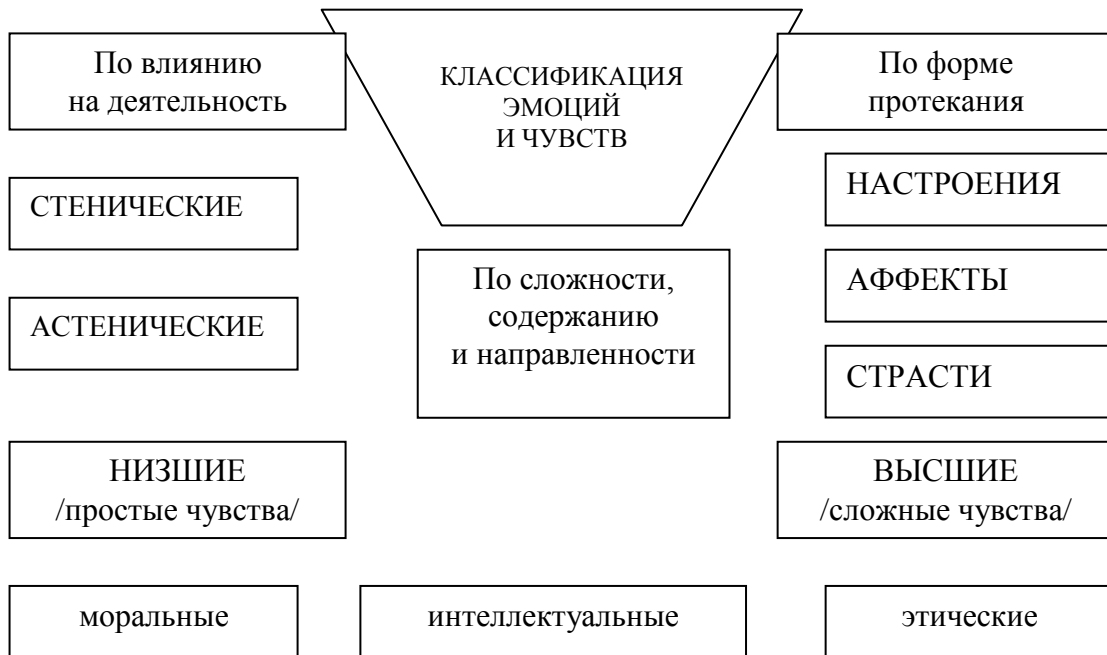 По влиянию
на деятельность
КЛАССИФИКАЦИЯ
ЭМОЦИЙ
И ЧУВСТВ
По форме
протекания
СТЕНИЧЕСКИЕ
НАСТРОЕНИЯ
По сложности,
содержанию
и направленности
АФФЕКТЫ
АСТЕНИЧЕСКИЕ
СТРАСТИ
НИЗШИЕ
/простые чувства/
ВЫСШИЕ
/сложные чувства/
моральные
интеллектуальные
этические